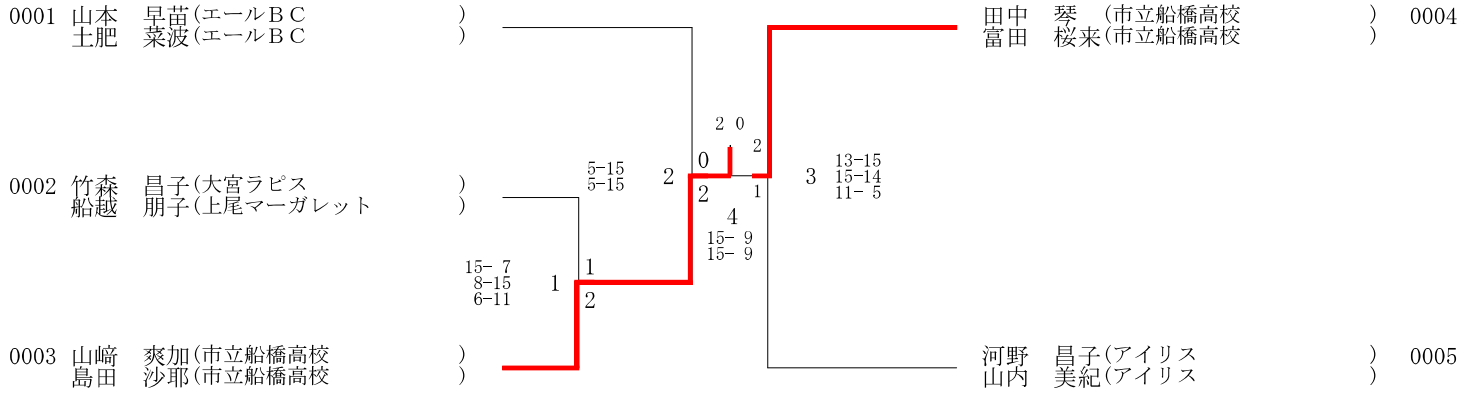 0001 山本 早苗(エールBC )
土肥 菜波(エールBC )
田中 琴 (市立船橋高校 ) 0004
富田 桜来(市立船橋高校 )
2 0
2
0
5-15
5-15
2
2
1
3
13-15
15-14
11- 5
0002 竹森 昌子(大宮ラピス )
船越 朋子(上尾マーガレット )
4
15- 9
15- 9
15- 7
8-15
6-11
1
1
2
0003 山﨑 爽加(市立船橋高校 )
島田 沙耶(市立船橋高校 )
河野 昌子(アイリス ) 0005
山内 美紀(アイリス )